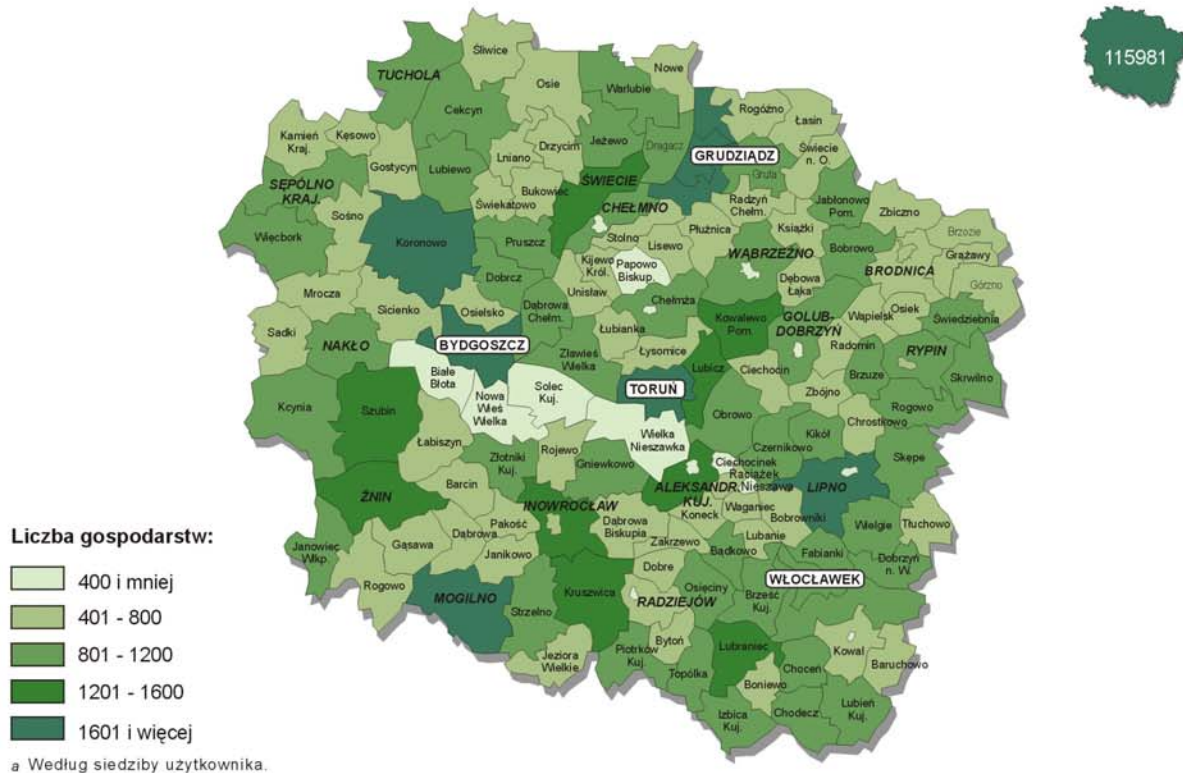 115981
Śliwice
TUCHOLA
Osie
Nowe
Warlubie
Cekcyn
Rogóźno
Łasin
Kamień
Kraj.
Kęsowo
Gostycyn
Lubiewo
Lniano
Drzycim
Jeżewo
Dragacz
GRUDZIĄDZ
Świecie
n. O.
Gruta
SĘPÓLNO
KRAJ.
Świekatowo
Bukowiec
ŚWIECIE
CHEŁMNO
Radzyń
Chełm.
Jabłonowo
Pom.
Zbiczno
Brzozie
Sośno
Więcbork
Koronowo
Pruszcz
Stolno
Lisewo
Płużnica
Książki
Bobrowo
Grażawy
Kijewo
Król.
Papowo
Biskup.
WĄBRZEŹNO
BRODNICA
Górzno
Dobrcz
Unisław
Chełmża
Dębowa
Łąka
Mrocza
Sicienko
Osielsko
Dąbrowa
Chełm.
Kowalewo
Pom.
GOLUB-
DOBRZYŃ
Wąpielsk
Osiek
Świedziebnia
Sadki
NAKŁO
BYDGOSZCZ
Łubianka
Łysomice
Radomin
RYPIN
Zławieś
Wielka
Lubicz
Ciechocin
Brzuze
Skrwilno
Białe
Błota
Solec
Kuj.
TORUŃ
Zbójno
Kcynia
Szubin
Nowa
Wieś
Wielka
Obrowo
Rogowo
Chrostkowo
Łabiszyn
Rojewo
Wielka
Nieszawka
Kikół
Czernikowo
Złotniki
Kuj.
Gniewkowo
Skępe
Ciechocinek
Raciążek
Nieszawa
Barcin
ALEKSANDR.
KUJ.
LIPNO
ŻNIN
INOWROCŁAW
Koneck
Waganiec
Bobrowniki
Pakość
Dąbrowa
Dąbrowa
Biskupia
Wielgie
Tłuchowo
Zakrzewo
Lubanie
Janowiec
Wlkp.
Gąsawa
Janikowo
Bądkowo
Fabianki
Dobrzyń
n. W.
Dobre
WŁOCŁAWEK
Rogowo
MOGILNO
Kruszwica
Osięciny
RADZIEJÓW
Brześć
Kuj.
Strzelno
Bytoń
Lubraniec
Kowal
Jeziora
Wielkie
Piotrków
Kuj.
Topólka
Choceń
Baruchowo
Boniewo
Izbica
Kuj.
Chodecz
Lubień
Kuj.
Liczba gospodarstw:
400 i mniej
401 - 800
801 - 1200
1201 - 1600
1601 i więcej
a Według siedziby użytkownika.